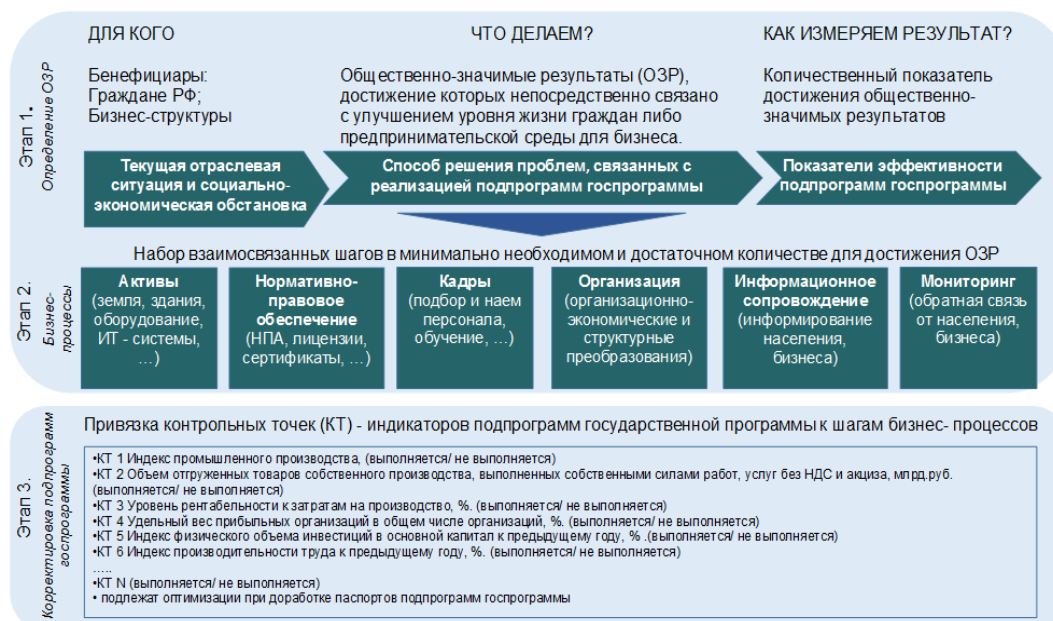 ДЛЯ КОГО
ЧТО ДЕЛАЕМ?
КАК ИЗМЕРЯЕМ РЕЗУЛЬТАТ?
Этап 1.
Определение ОЗР
Бенефициары:
Граждане РФ;
Бизнес-структуры
Общественно-значимые результаты (ОЗР),
достижение которых непосредственно связано
с улучшением уровня жизни граждан либо
предпринимательской среды для бизнеса.
Количественный показатель
достижения общественно-
значимых результатов
Текущая отраслевая
ситуация и социально-
экономическая обстановка
Способ решения проблем, связанных с
реализацией подпрограмм госпрограммы
Показатели эффективности
подпрограмм госпрограммы
Набор взаимосвязанных шагов в минимально необходимом и достаточном количестве для достижения ОЗР
Этап 2.
Бизнес-
процессы
Активы
(земля, здания,
оборудование,
ИТ - системы,
…)
Нормативно-
правовое
обеспечение
(НПА, лицензии,
сертификаты, …)
Кадры
(подбор и наем
персонала,
обучение, …)
Организация
(организационно-
экономические и
структурные
преобразования)
Информационное
сопровождение
(информирование
населения,
бизнеса)
Мониторинг
(обратная связь
от населения,
бизнеса)
Этап 3.
Корректировка подпрограмм
госпрограммы
Привязка контрольных точек (КТ) - индикаторов подпрограмм государственной программы к шагам бизнес- процессов
•КТ 1 Индекс промышленного производства, (выполняется/ не выполняется)
•КТ 2 Объем отгруженных товаров собственного производства, выполненных собственными силами работ, услуг без НДС и акциза, млрд.руб.
(выполняется/ не выполняется)
•КТ 3 Уровень рентабельности к затратам на производство, %. (выполняется/ не выполняется)
•КТ 4 Удельный вес прибыльных организаций в общем числе организаций, %. (выполняется/ не выполняется)
•КТ 5 Индекс физического объема инвестиций в основной капитал к предыдущему году, % .(выполняется/ не выполняется)
•КТ 6 Индекс производительности труда к предыдущему году, %. (выполняется/ не выполняется)
…..
•КТ N (выполняется/ не выполняется)
• подлежат оптимизации при доработке паспортов подпрограмм госпрограммы